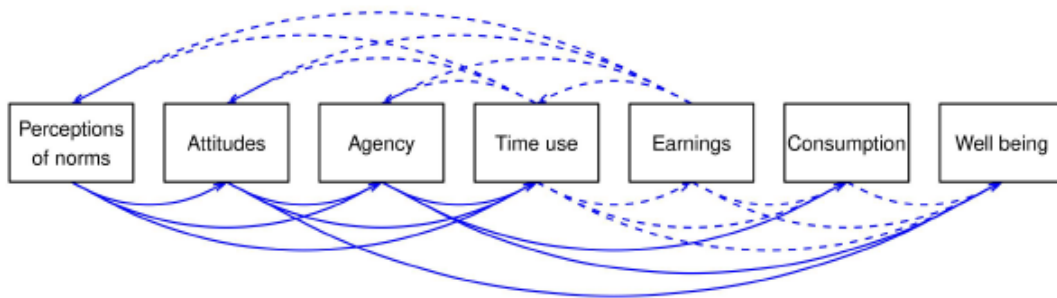 Perceptions
of norms
Attitudes
Agency
Time use
Earnings
Consumption
Well being